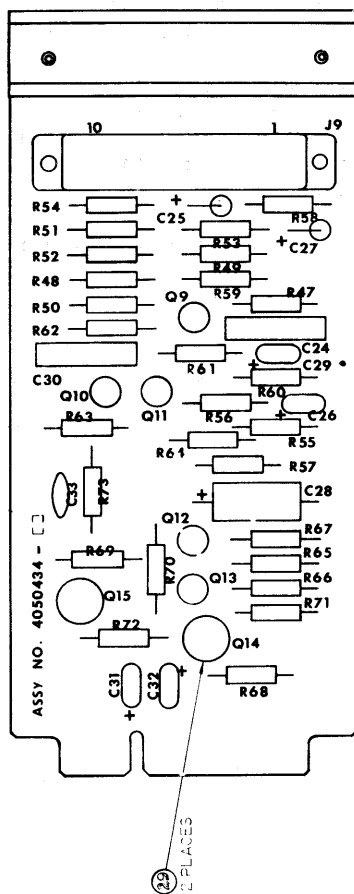 10 1 J9
R54 + C25 R58
R51 R53 + C27
R52 R49
R48 R59
R50 Q9 R47
R62
C30 R61 C24
+ C29
Q10 Q11 R60
R63 R56 + C26
R64 R55
R57
C33 R73 + C28
Q12 R67
R69 R70 R65
Q15 Q13 R66
R71
R72 Q14
C31 + C32 + R68
ASSY NO. 4050434 -
29
2 PLACES